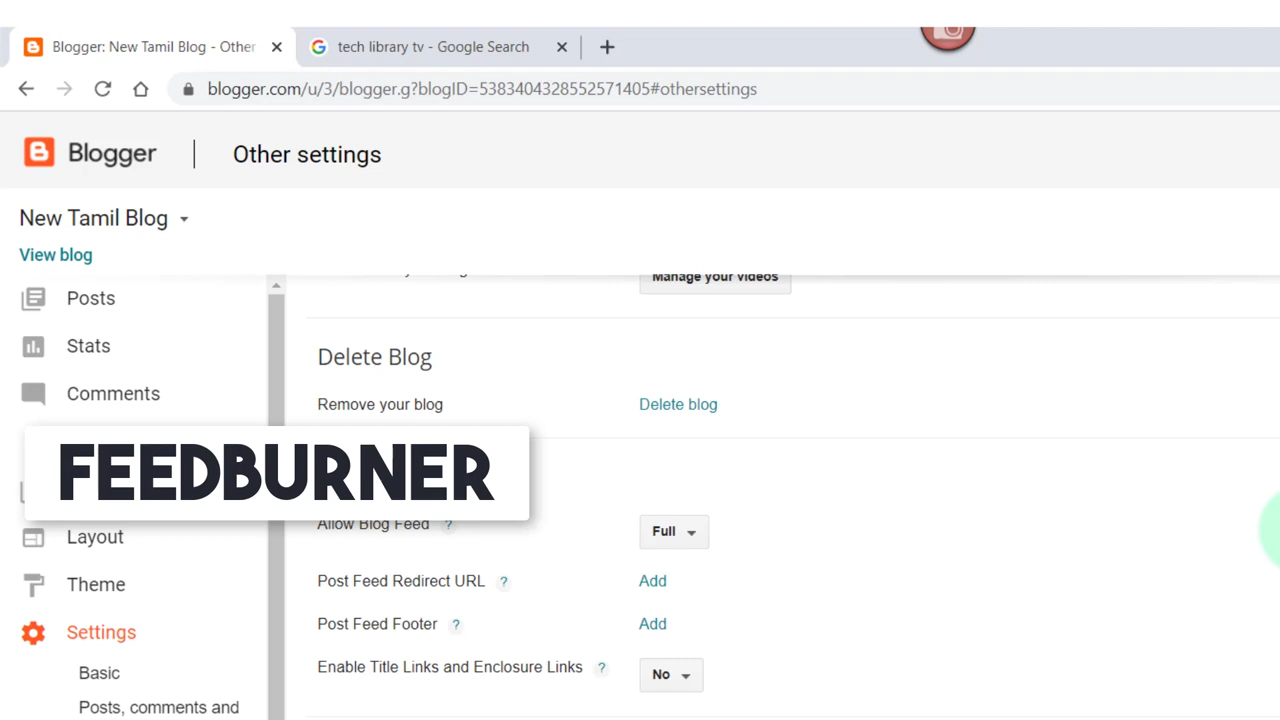 Blogger: New Tamil Blog - Other
tech library tv - Google Search
blogger.com/u/3/blogger.g?blogID=5383404328552571405#othersettings
Blogger
Other settings
New Tamil Blog
View blog
Manage your videos
Posts
Stats
Comments
Delete Blog
Remove your blog
Delete blog
FEEDBURNER
Allow Blog Feed ?
Full
Layout
Post Feed Redirect URL ?
Add
Theme
Post Feed Footer ?
Add
Settings
Enable Title Links and Enclosure Links ?
No
Basic
Posts, comments and